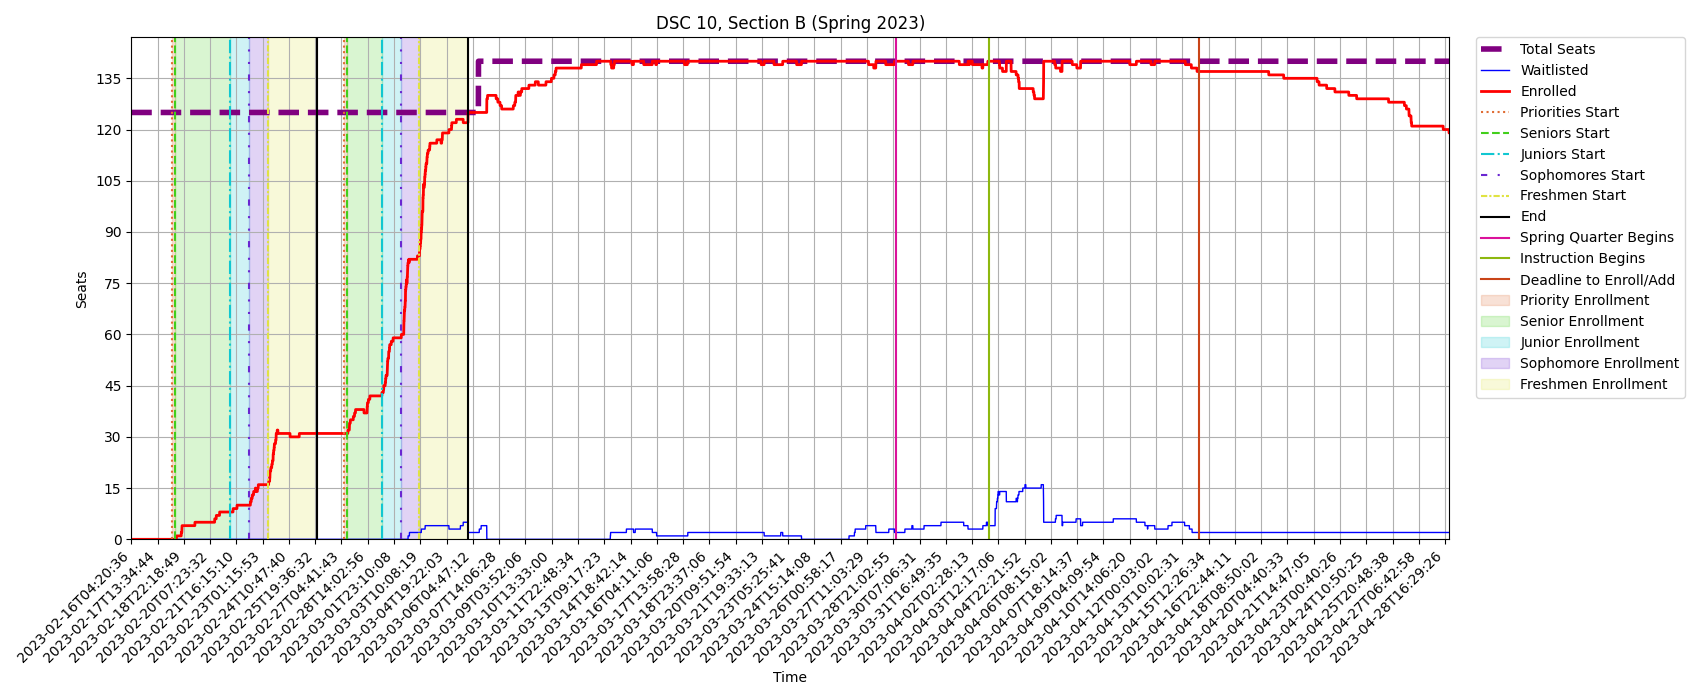 DSC 10, Section B (Spring 2023)
Seats
135
120
105
90
75
60
45
30
15
0
2023-02-16T04:20:36
2023-02-17T13:34:44
2023-02-18T22:18:49
2023-02-20T07:23:32
2023-02-21T16:15:10
2023-02-23T01:15:53
2023-02-24T10:47:40
2023-02-25T19:36:32
2023-02-27T04:41:43
2023-02-28T14:02:56
2023-03-01T23:10:08
2023-03-03T10:08:19
2023-03-04T19:22:03
2023-03-06T04:47:12
2023-03-07T14:06:28
2023-03-09T03:52:06
2023-03-10T13:33:00
2023-03-11T22:48:34
2023-03-13T09:17:23
2023-03-14T18:42:14
2023-03-16T04:11:06
2023-03-17T13:58:28
2023-03-18T23:37:06
2023-03-20T09:51:54
2023-03-21T19:33:13
2023-03-23T05:25:41
2023-03-24T15:14:08
2023-03-26T00:58:17
2023-03-27T11:03:29
2023-03-28T21:02:55
2023-03-30T07:06:31
2023-03-31T16:49:35
2023-04-02T02:28:13
2023-04-03T12:17:06
2023-04-04T22:21:52
2023-04-06T08:15:02
2023-04-07T18:14:37
2023-04-09T04:09:54
2023-04-10T14:06:20
2023-04-12T00:03:02
2023-04-13T10:02:31
2023-04-15T12:26:34
2023-04-16T22:44:11
2023-04-18T08:50:02
2023-04-20T04:40:33
2023-04-21T14:47:05
2023-04-23T00:40:26
2023-04-24T10:50:25
2023-04-25T20:48:38
2023-04-27T06:42:58
2023-04-28T16:29:26
Time
Total Seats
Waitlisted
Enrolled
Priorities Start
Seniors Start
Juniors Start
Sophomores Start
Freshmen Start
End
Spring Quarter Begins
Instruction Begins
Deadline to Enroll/Add
Priority Enrollment
Senior Enrollment
Junior Enrollment
Sophomore Enrollment
Freshmen Enrollment